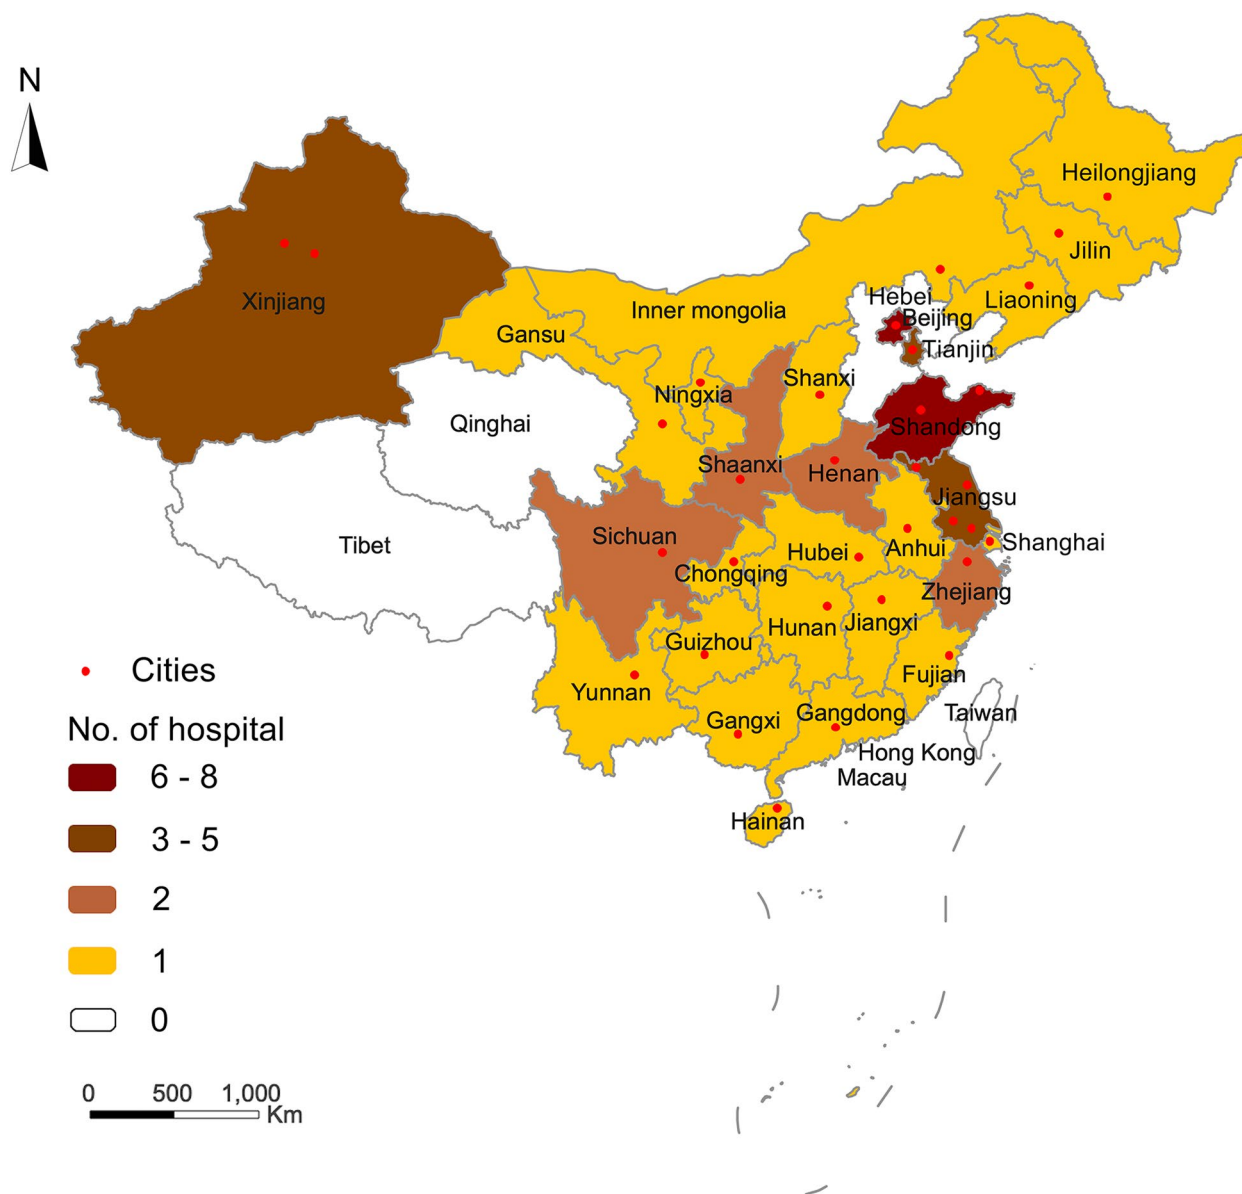 N
Heilongjiang
Jilin
Xinjiang
Inner mongolia
Hebei
Liaoning
Beijing
Gansu
Tianjin
Shanxi
Ningxia
Qinghai
Shandong
Shaanxi
Henan
Jiangsu
Tibet
Sichuan
Hubei
Anhui
Shanghai
Chongqing
Zhejiang
Hunan
Jiangxi
Guizhou
Fujian
Yunnan
Gangxi
Gangdong
Taiwan
Hong Kong
Macau
Hainan
Cities
No. of hospital
6 - 8
3 - 5
2
1
0
0 500 1,000
Km